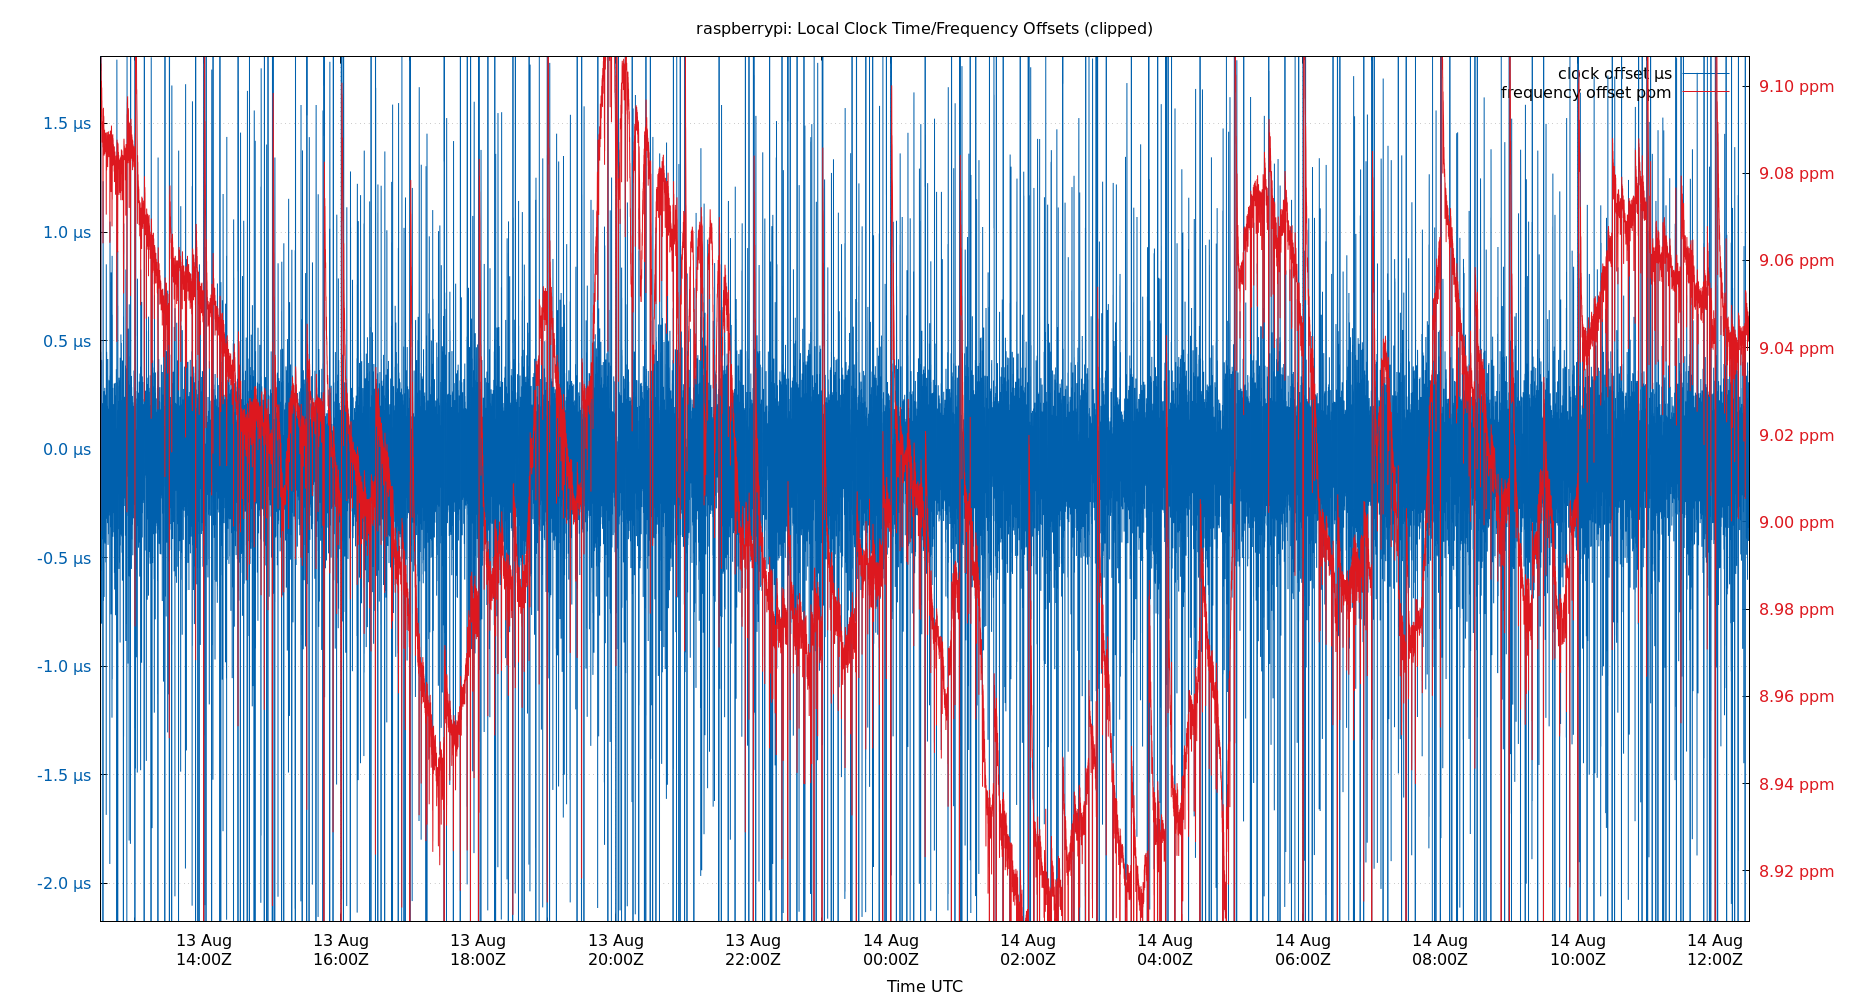 raspberrypi: Local Clock Time/Frequency Offsets (clipped)
clock offset µs
frequency offset ppm
1.5 µs
1.0 µs
0.5 µs
0.0 µs
-0.5 µs
-1.0 µs
-1.5 µs
-2.0 µs
9.10 ppm
9.08 ppm
9.06 ppm
9.04 ppm
9.02 ppm
9.00 ppm
8.98 ppm
8.96 ppm
8.94 ppm
8.92 ppm
13 Aug 13 Aug 13 Aug 13 Aug 13 Aug 14 Aug 14 Aug 14 Aug 14 Aug 14 Aug 14 Aug 14 Aug
14:00Z 16:00Z 18:00Z 20:00Z 22:00Z 00:00Z 02:00Z 04:00Z 06:00Z 08:00Z 10:00Z 12:00Z
Time UTC